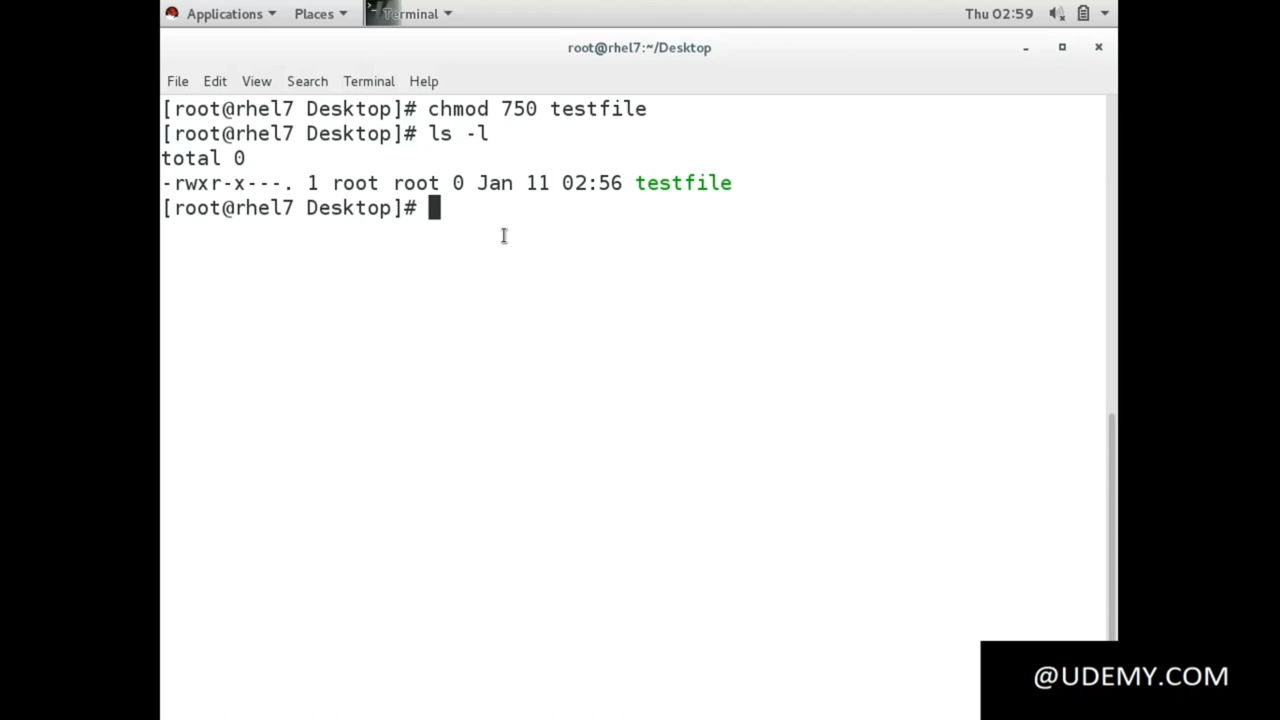 Applications Places Terminal Thu 02:59
root@rhel7:~/Desktop
File Edit View Search Terminal Help
[root@rhel7 Desktop]# chmod 750 testfile
[root@rhel7 Desktop]# ls -l
total 0
-rwxr-x---. 1 root root 0 Jan 11 02:56 testfile
[root@rhel7 Desktop]#
@UDEMY.COM